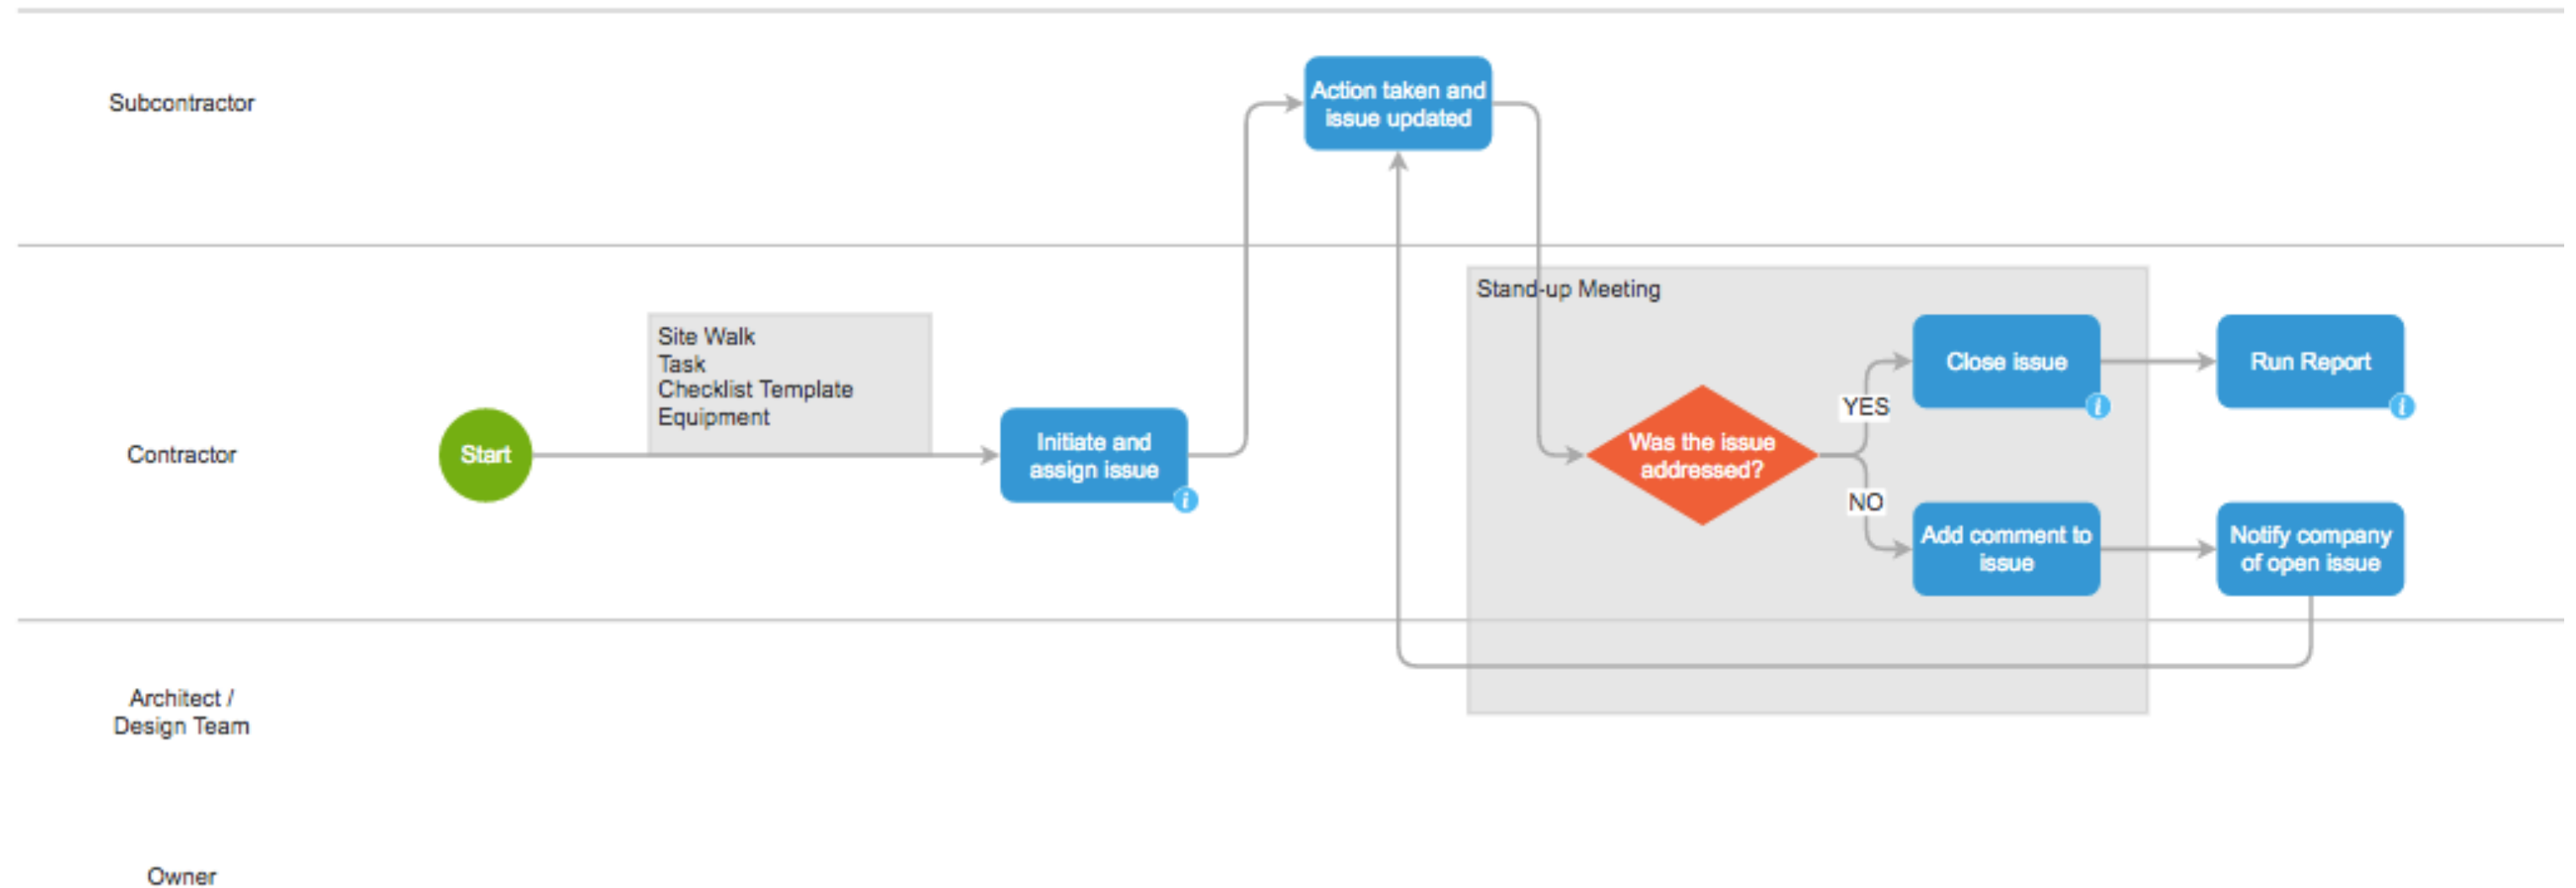 Subcontractor
Action taken and
issue updated
Stand-up Meeting
Site Walk
Task
Checklist Template
Equipment
Contractor
Start
Initiate and
assign issue
i
Was the issue
addressed?
YES
NO
Close issue
i
Run Report
i
Add comment to
issue
Notify company
of open issue
Architect /
Design Team
Owner